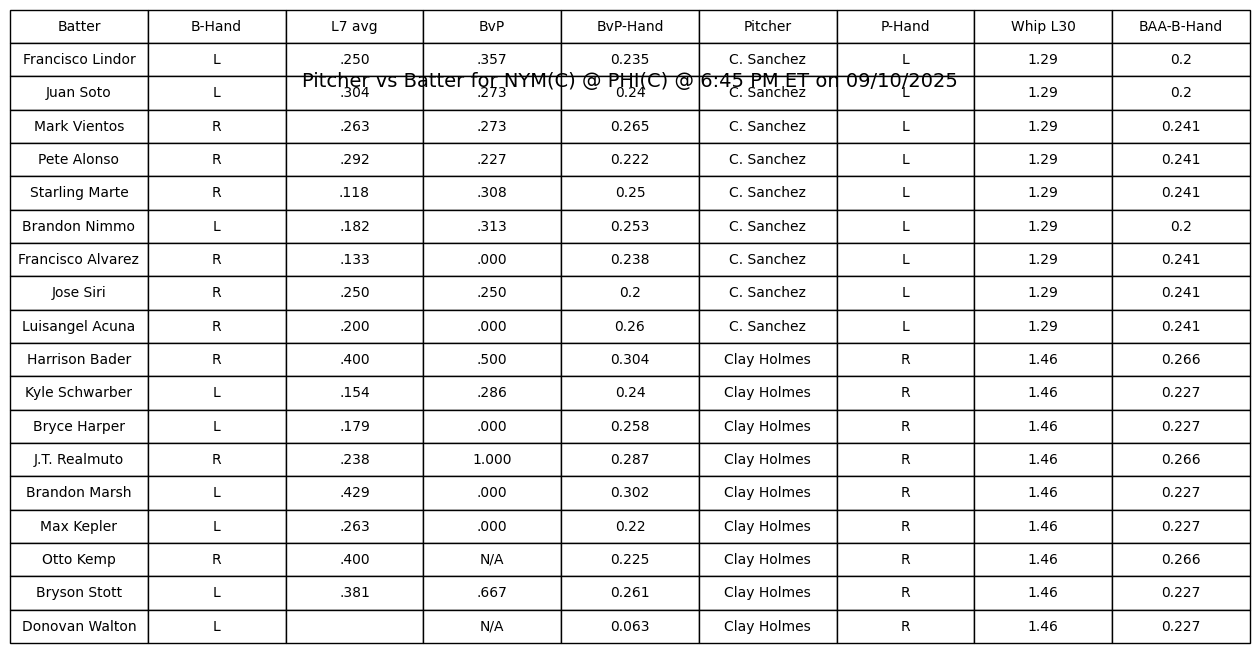 Batter B-Hand L7 avg BvP BvP-Hand Pitcher P-Hand Whip L30 BAA-B-Hand
Francisco Lindor L .250 .357 0.235 C. Sanchez L 1.29 0.2
Pitcher vs Batter for NYM(C) @ PHI(C) @ 6:45 PM ET on 09/10/2025
Juan Soto L .304 .273 0.24 C. Sanchez L 1.29 0.2
Mark Vientos R .263 .273 0.265 C. Sanchez L 1.29 0.241
Pete Alonso R .292 .227 0.222 C. Sanchez L 1.29 0.241
Starling Marte R .118 .308 0.25 C. Sanchez L 1.29 0.241
Brandon Nimmo L .182 .313 0.253 C. Sanchez L 1.29 0.2
Francisco Alvarez R .133 .000 0.238 C. Sanchez L 1.29 0.241
Jose Siri R .250 .250 0.2 C. Sanchez L 1.29 0.241
Luisangel Acuna R .200 .000 0.26 C. Sanchez L 1.29 0.241
Harrison Bader R .400 .500 0.304 Clay Holmes R 1.46 0.266
Kyle Schwarber L .154 .286 0.24 Clay Holmes R 1.46 0.227
Bryce Harper L .179 .000 0.258 Clay Holmes R 1.46 0.227
J.T. Realmuto R .238 1.000 0.287 Clay Holmes R 1.46 0.266
Brandon Marsh L .429 .000 0.302 Clay Holmes R 1.46 0.227
Max Kepler L .263 .000 0.22 Clay Holmes R 1.46 0.227
Otto Kemp R .400 N/A 0.225 Clay Holmes R 1.46 0.266
Bryson Stott L .381 .667 0.261 Clay Holmes R 1.46 0.227
Donovan Walton L N/A 0.063 Clay Holmes R 1.46 0.227